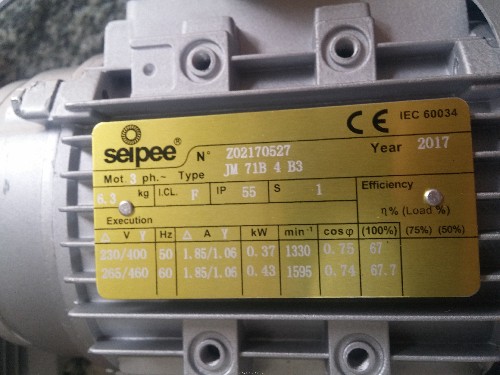 CE IEC 60034
seipee® N° Z02170527 Year 2017
Mot. 3 ph.~ Type JM 71B 4 B3
6.3 kg I.CL. F IP 55 S 1 Efficiency
Execution η% (Load %)
△ V Y Hz △ A Y kW min⁻¹ cosφ (100%) (75%) (50%)
230/400 50 1.85/1.06 0.37 1330 0.75 67
265/460 60 1.85/1.06 0.43 1595 0.74 67.7